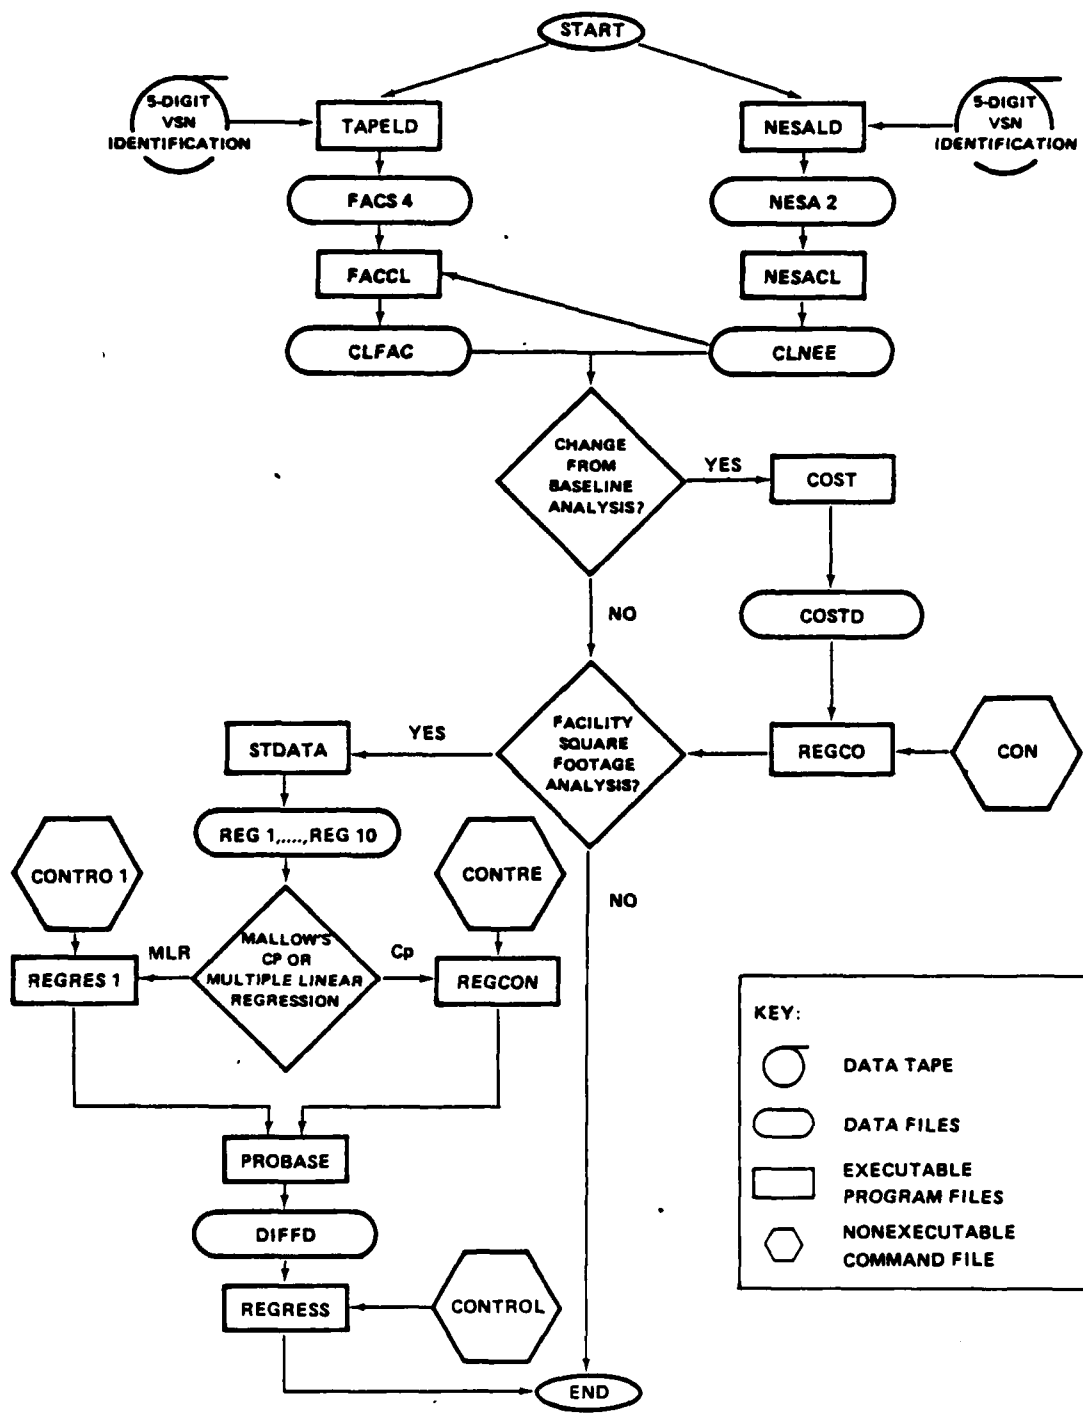 START
5-DIGIT
VSN
IDENTIFICATION
TAPELD
NESALD
5-DIGIT
VSN
IDENTIFICATION
FACS 4
NESA 2
FACCL
NESACL
CLFAC
CLNEE
CHANGE
FROM
BASELINE
ANALYSIS?
YES
COST
NO
COSTD
FACILITY
SQUARE
FOOTAGE
ANALYSIS?
YES
STDATA
REGCO
CON
REG 1,....., REG 10
CONTRO 1
CONTRE
NO
MALLOW'S
CP OR
MULTIPLE LINEAR
REGRESSION
MLR
Cp
REGRES 1
REGCON
KEY:
DATA TAPE
DATA FILES
EXECUTABLE
PROGRAM FILES
NONEXECUTABLE
COMMAND FILE
PROBASE
DIFFD
REGRESS
CONTROL
END